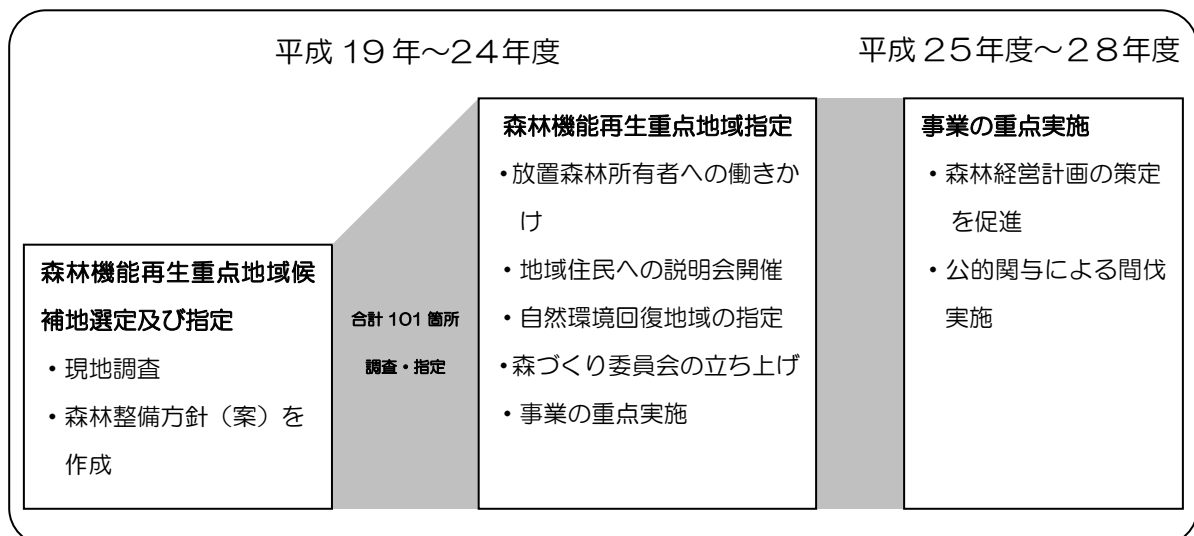 平成19年～24年度
平成25年度～28年度
森林機能再生重点地域候
補地選定及び指定
・現地調査
・森林整備方針（案）を
作成
合計101箇所
調査・指定
森林機能再生重点地域指定
・放置森林所有者への働きか
け
・地域住民への説明会開催
・自然環境回復地域の指定
・森づくり委員会の立ち上げ
・事業の重点実施
事業の重点実施
・森林経営計画の策定
を促進
・公的関与による間伐
実施